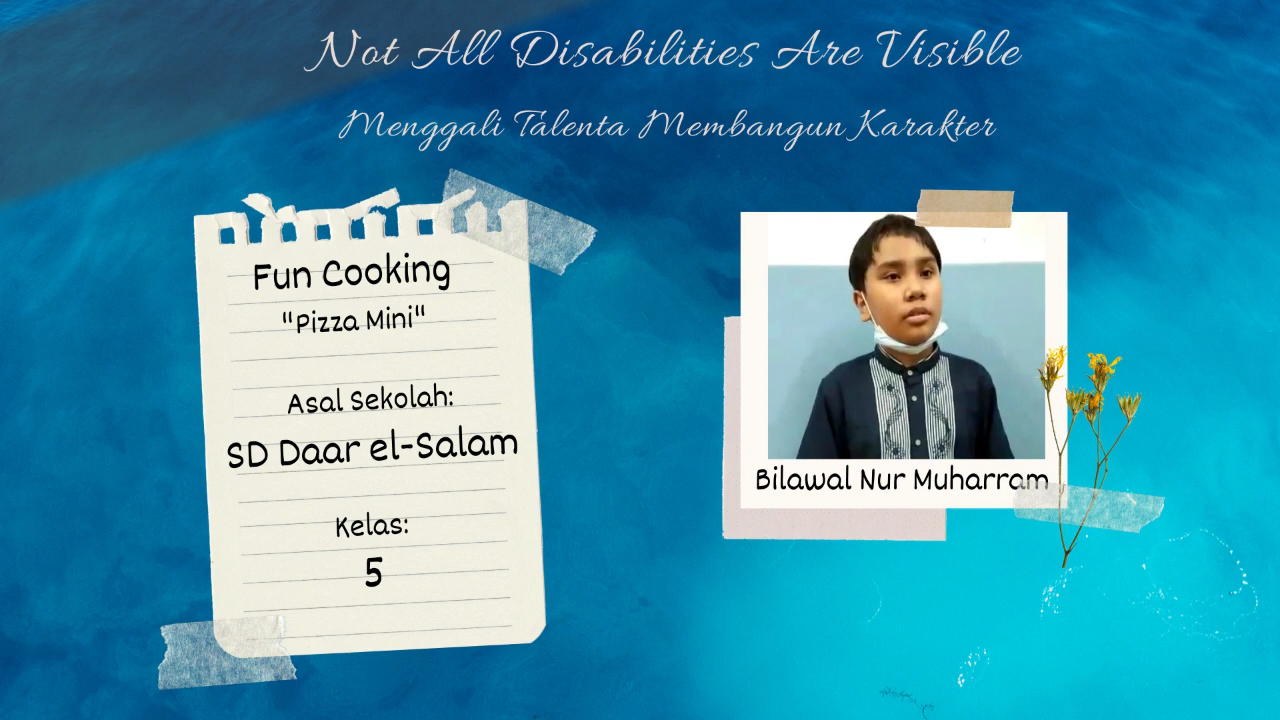 Not All Disabilities Are Visible
Menggali Talenta Membangun Karakter
Fun Cooking
"Pizza Mini"
Asal Sekolah:
SD Daar el-Salam
Kelas:
5
Bilawal Nur Muharram